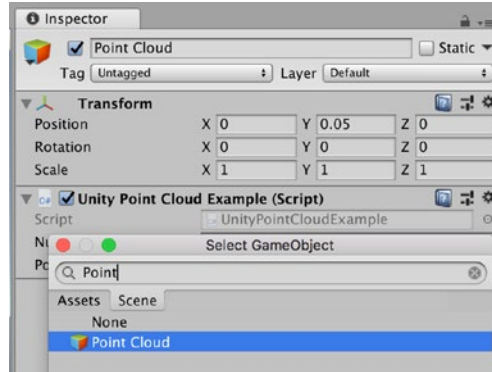 Inspector
Point Cloud Static
Tag Untagged Layer Default
Transform
Position X 0 Y 0.05 Z 0
Rotation X 0 Y 0 Z 0
Scale X 1 Y 1 Z 1
Unity Point Cloud Example (Script)
Script UnityPointCloudExample
Select GameObject
Point
Assets Scene
None
Point Cloud